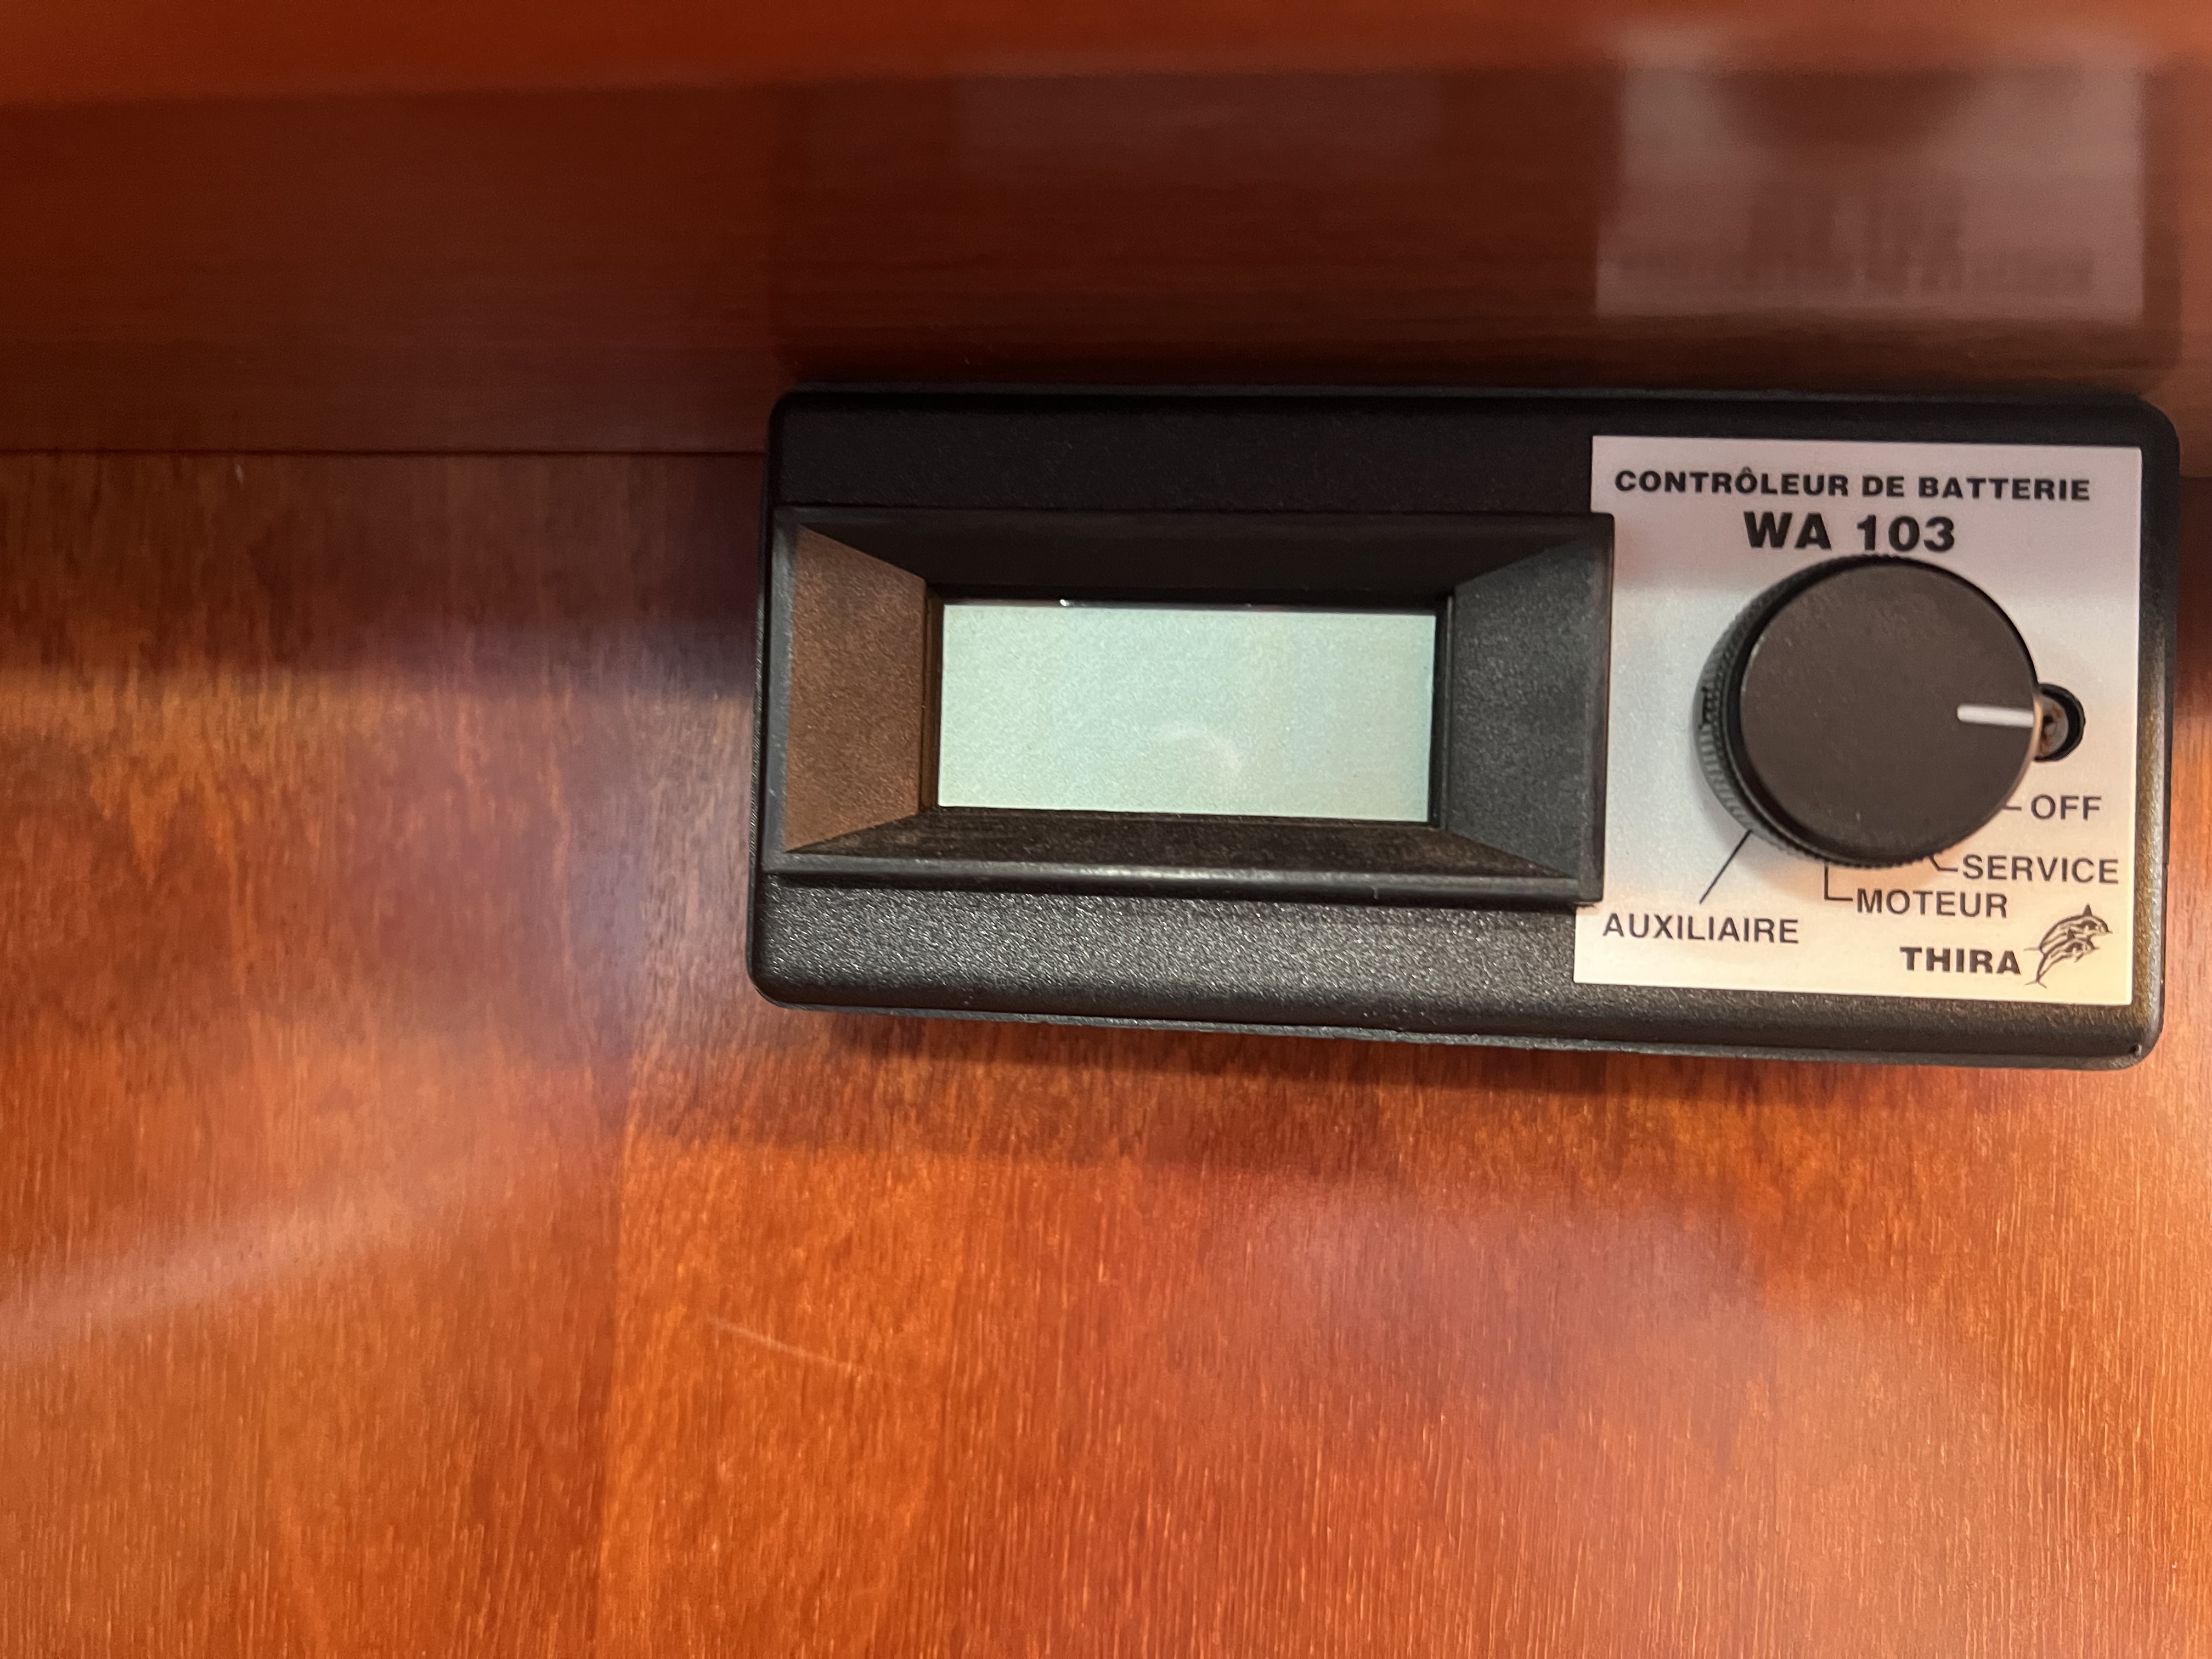 CONTRÔLEUR DE BATTERIE
WA 103
OFF
SERVICE
MOTEUR
AUXILIAIRE
THIRA